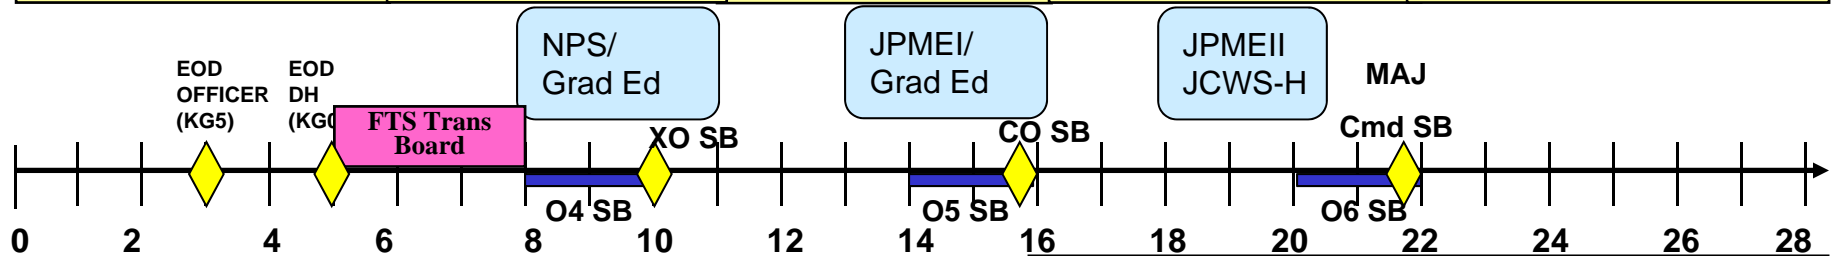 NPS/
Grad Ed
JPMEI/
Grad Ed
JPMEII
JCWS-H
EOD
OFFICER
(KG5)
EOD
DH
MAJ
Cmd SB
FTS Trans
Board
XO SB
CO SB
O4 SB
O5 SB
O6 SB
0 2 4 6 8 10 12 14 16 18 20 22 24 26 28